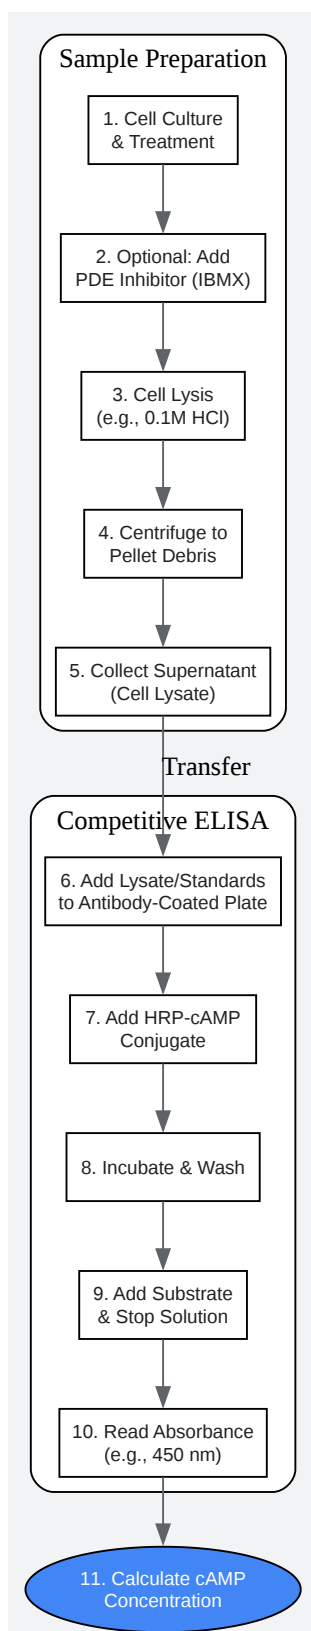 Sample Preparation
1. Cell Culture
& Treatment
2. Optional: Add
PDE Inhibitor (IBMX)
3. Cell Lysis
(e.g., 0.1M HCl)
4. Centrifuge to
Pellet Debris
5. Collect Supernatant
(Cell Lysate)
Transfer
Competitive ELISA
6. Add Lysate/Standards
to Antibody-Coated Plate
7. Add HRP-cAMP
Conjugate
8. Incubate & Wash
9. Add Substrate
& Stop Solution
10. Read Absorbance
(e.g., 450 nm)
11. Calculate cAMP
Concentration